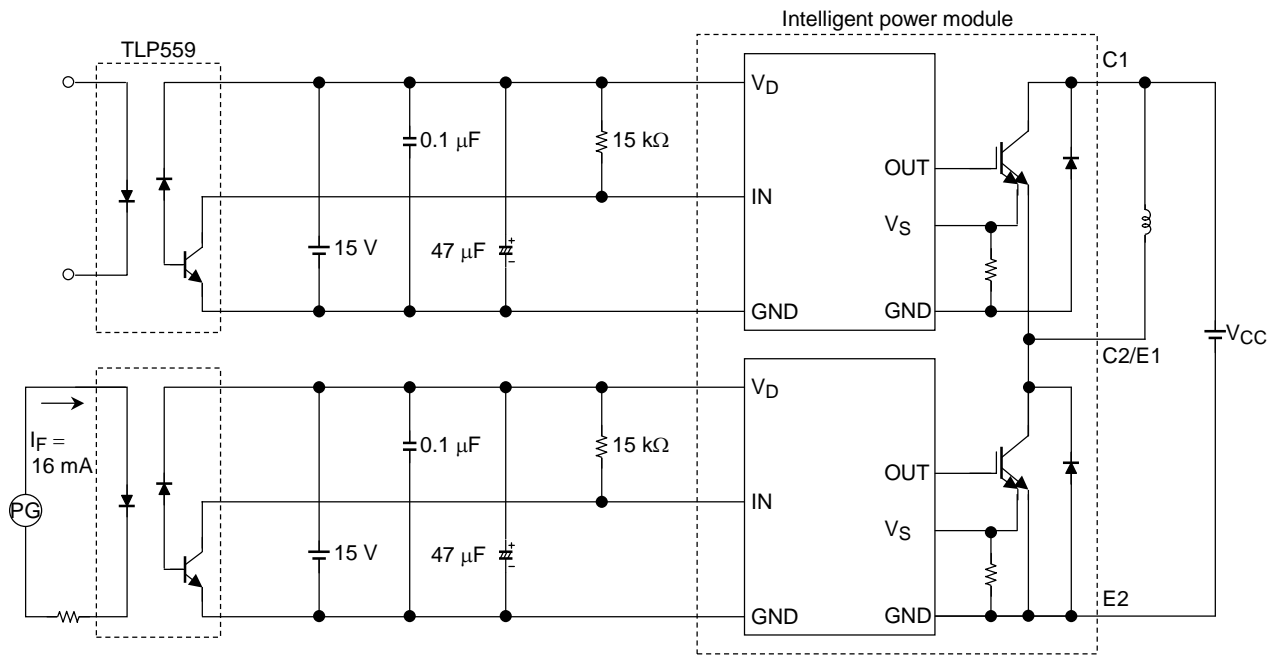 Intelligent power module
TLP559
C1
V_D
0.1 μF
15 kΩ
OUT
IN
V_S
15 V
47 μF
+
−
GND
GND
C2/E1
V_CC
V_D
I_F =
16 mA
0.1 μF
15 kΩ
OUT
IN
PG
V_S
15 V
47 μF
+
−
E2
GND
GND